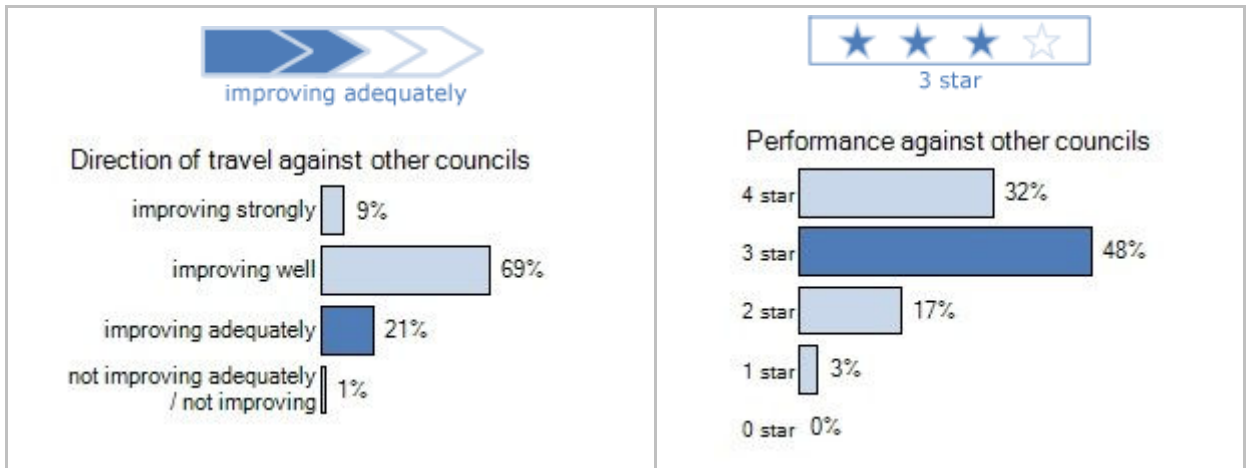 improving adequately
Direction of travel against other councils
improving strongly 9%
improving well 69%
improving adequately 21%
not improving adequately
/ not improving 1%
3 star
Performance against other councils
4 star 32%
3 star 48%
2 star 17%
1 star 3%
0 star 0%